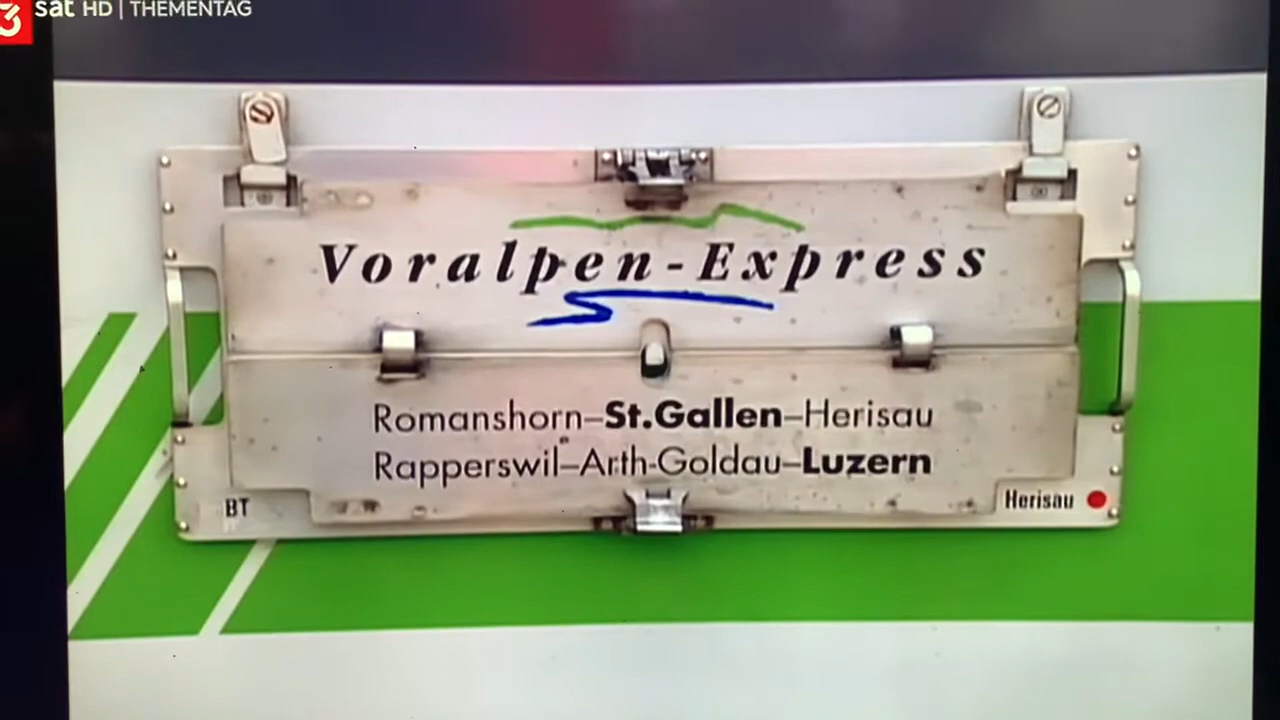 3sat HD | THEMENTAG
Voralpen-Express
Romanshorn–St.Gallen–Herisau
Rapperswil–Arth-Goldau–Luzern
BT
Herisau